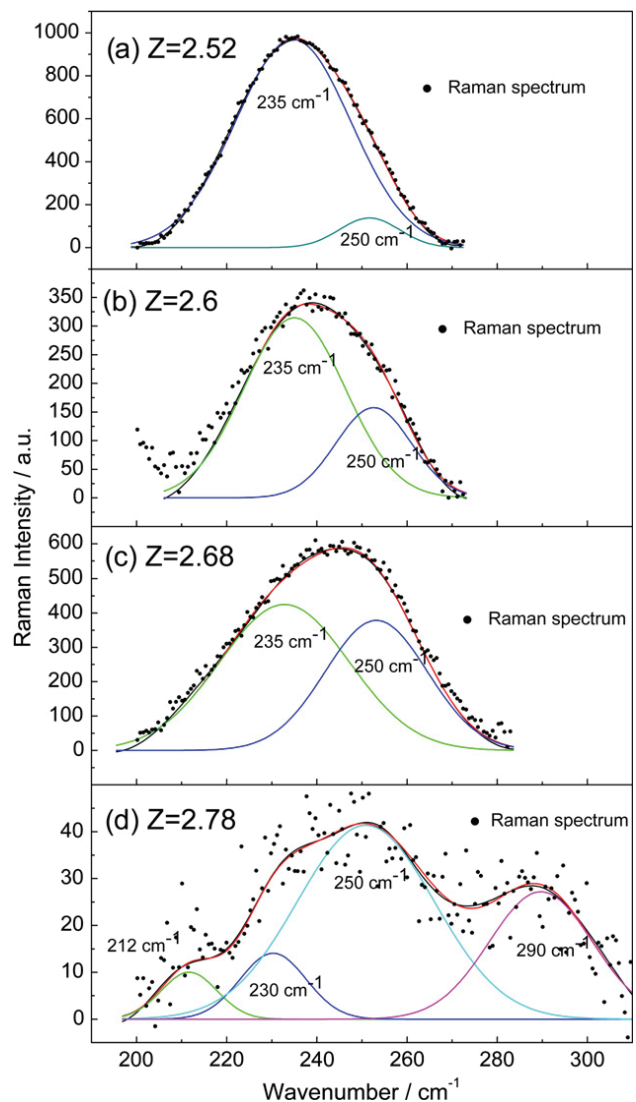 (a) Z=2.52
1000
800
600
400
200
0
235 cm⁻¹
250 cm⁻¹
Raman spectrum
(b) Z=2.6
350
300
250
200
150
100
50
0
235 cm⁻¹
250 cm⁻¹
Raman spectrum
(c) Z=2.68
600
500
400
300
200
100
0
235 cm⁻¹
250 cm⁻¹
Raman spectrum
(d) Z=2.78
40
30
20
10
0
212 cm⁻¹
230 cm⁻¹
250 cm⁻¹
290 cm⁻¹
Raman spectrum
Raman Intensity / a.u.
200 220 240 260 280 300
Wavenumber / cm⁻¹